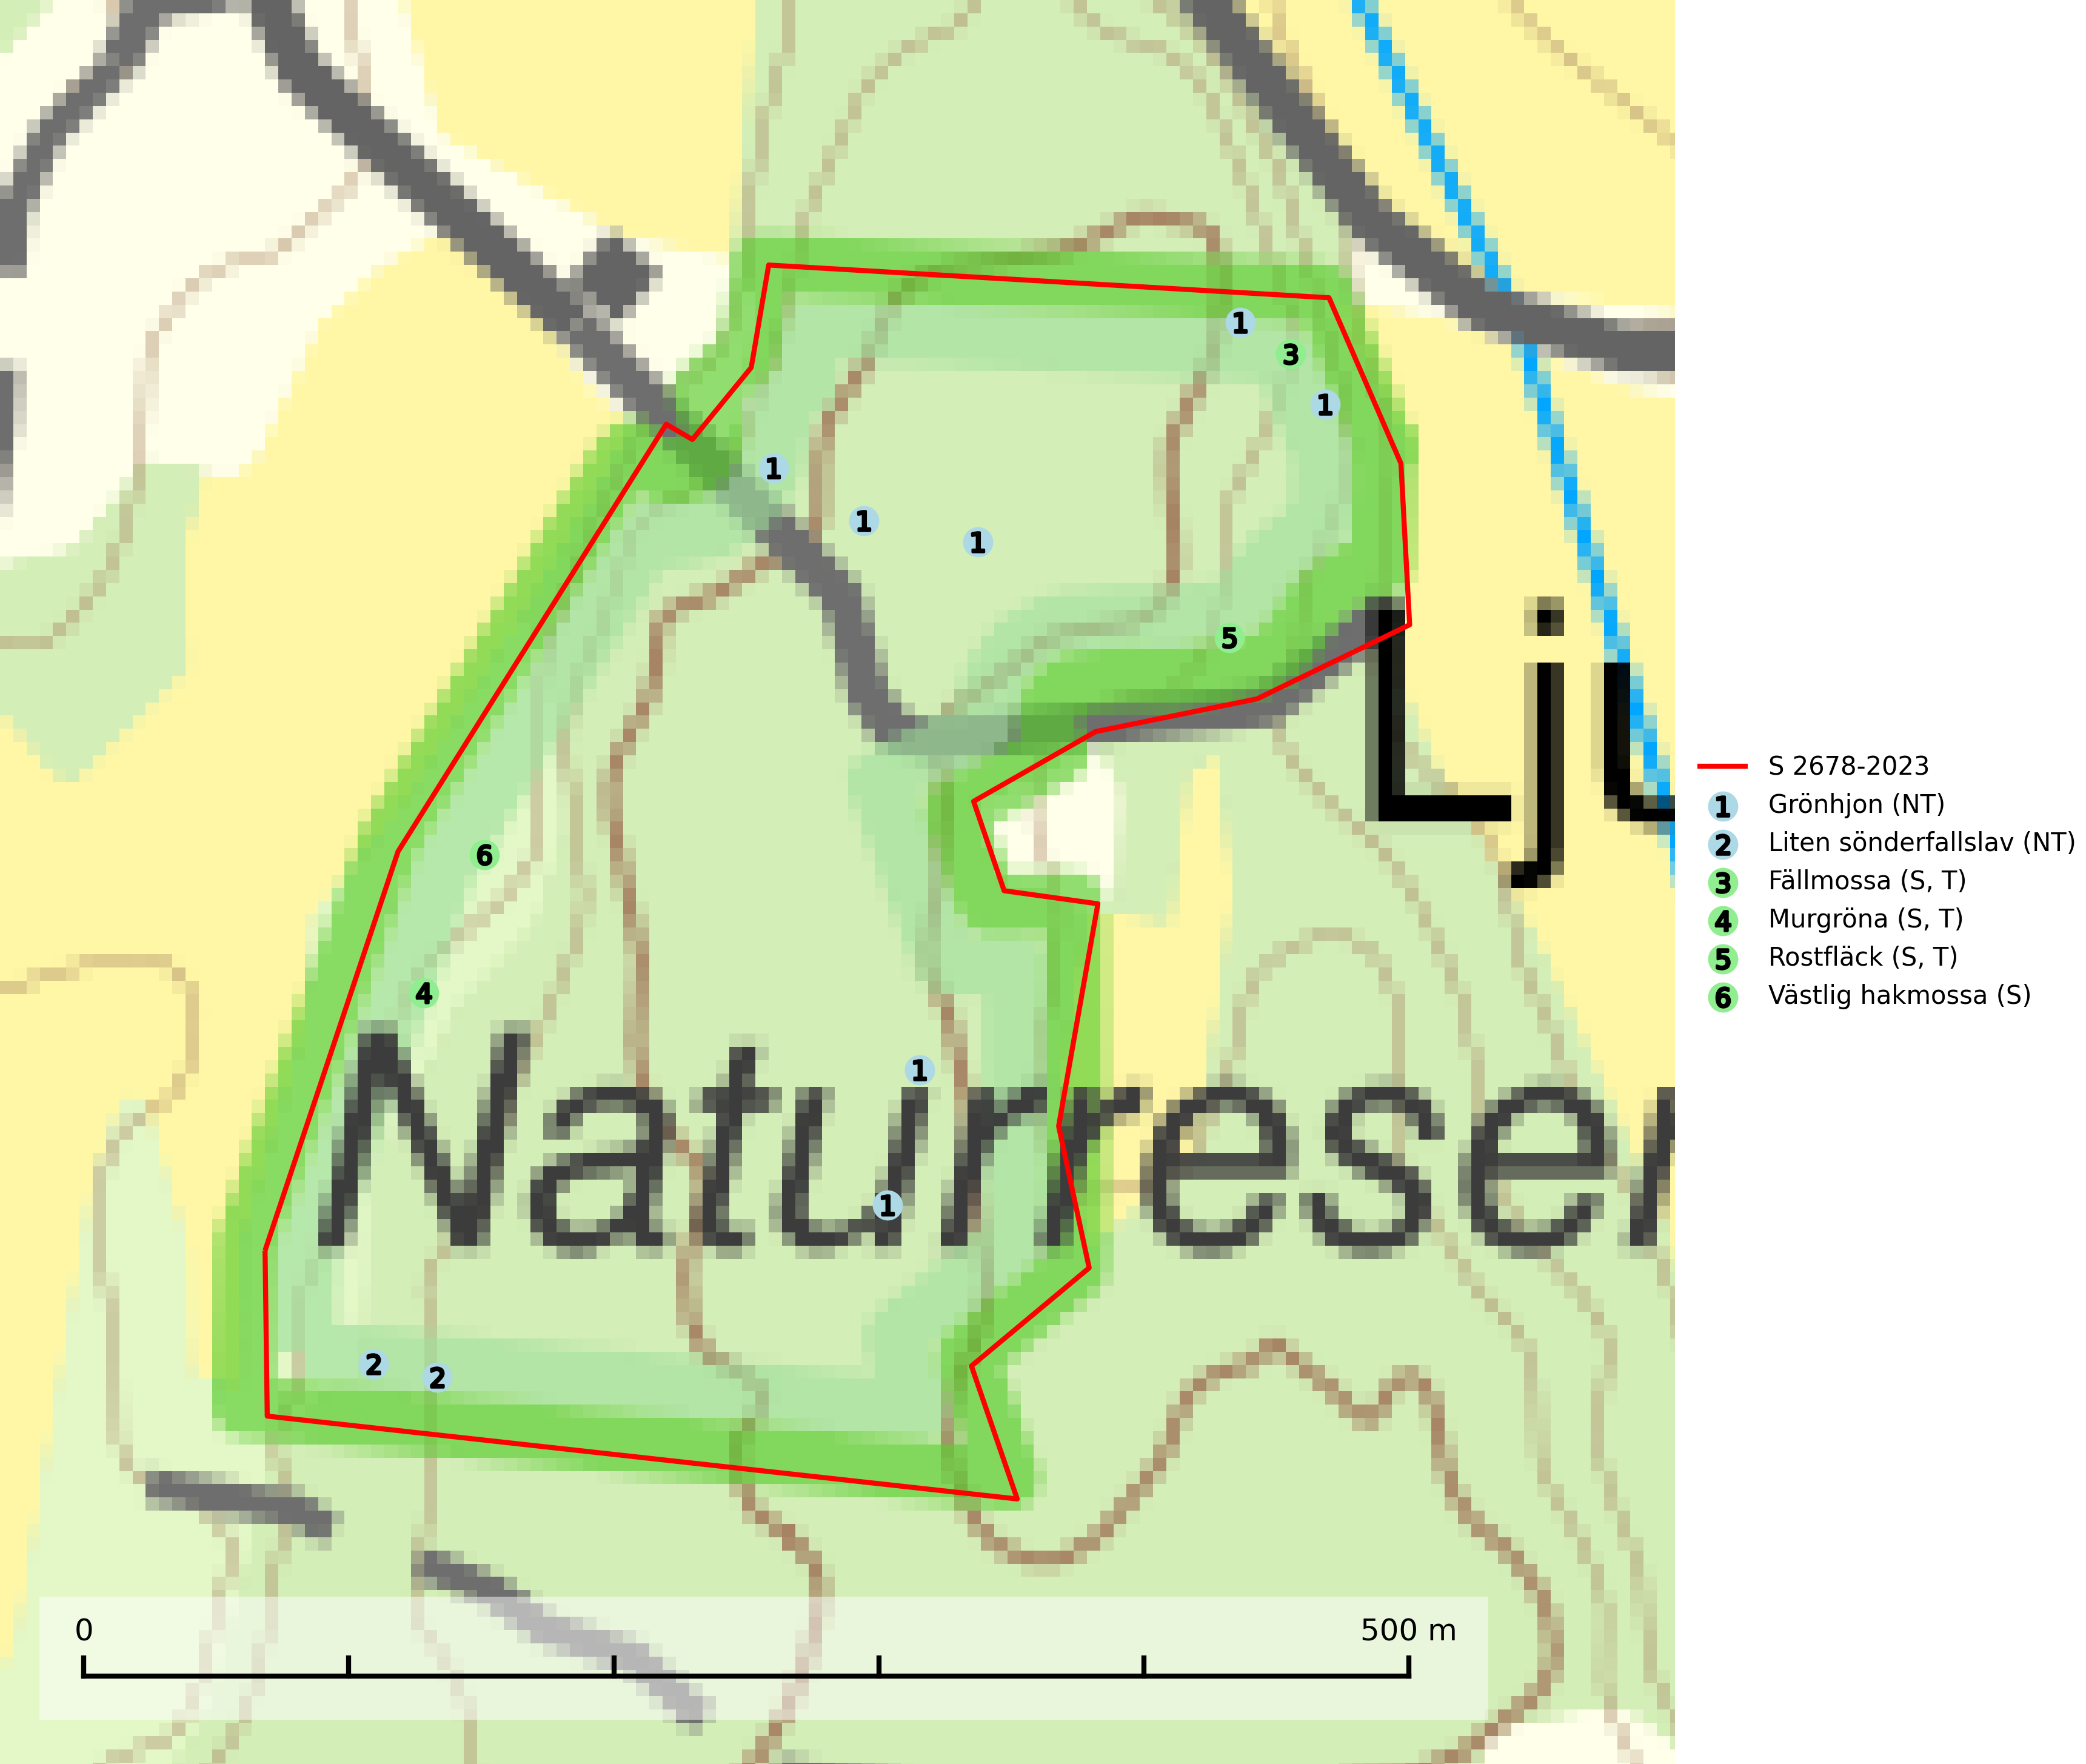 1
3
1
1
1
1
5
Lju
6
4
Natureser
1
1
2
2
0 500 m
S 2678-2023
1 Grönhjon (NT)
2 Liten sönderfallslav (NT)
3 Fällmossa (S, T)
4 Murgröna (S, T)
5 Rostfläck (S, T)
6 Västlig hakmossa (S)